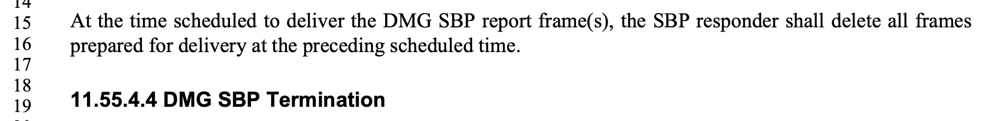 14
15 At the time scheduled to deliver the DMG SBP report frame(s), the SBP responder shall delete all frames
16 prepared for delivery at the preceding scheduled time.
17
18
19 11.55.4.4 DMG SBP Termination